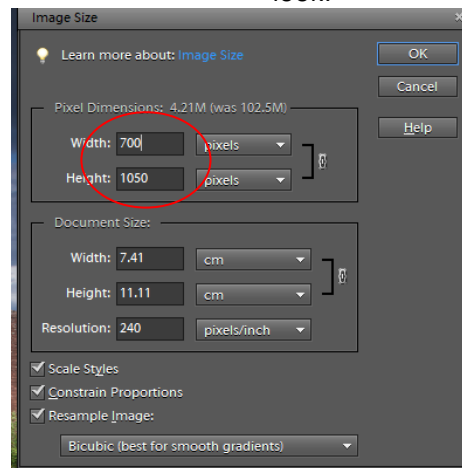 Image Size
Learn more about: Image Size
OK
Cancel
Help
Pixel Dimensions: 4.21M (was 102.5M)
Width: 700 pixels
Height: 1050 pixels
Document Size:
Width: 7.41 cm
Height: 11.11 cm
Resolution: 240 pixels/inch
Scale Styles
Constrain Proportions
Resample Image:
Bicubic (best for smooth gradients)